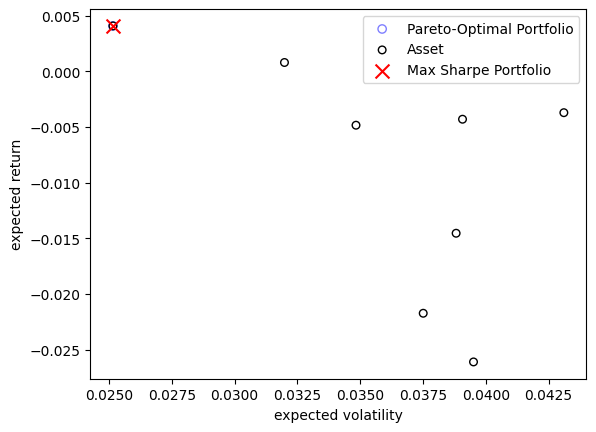 0.005
0.000
−0.005
−0.010
−0.015
−0.020
−0.025
expected return
Pareto-Optimal Portfolio
Asset
Max Sharpe Portfolio
0.0250 0.0275 0.0300 0.0325 0.0350 0.0375 0.0400 0.0425
expected volatility